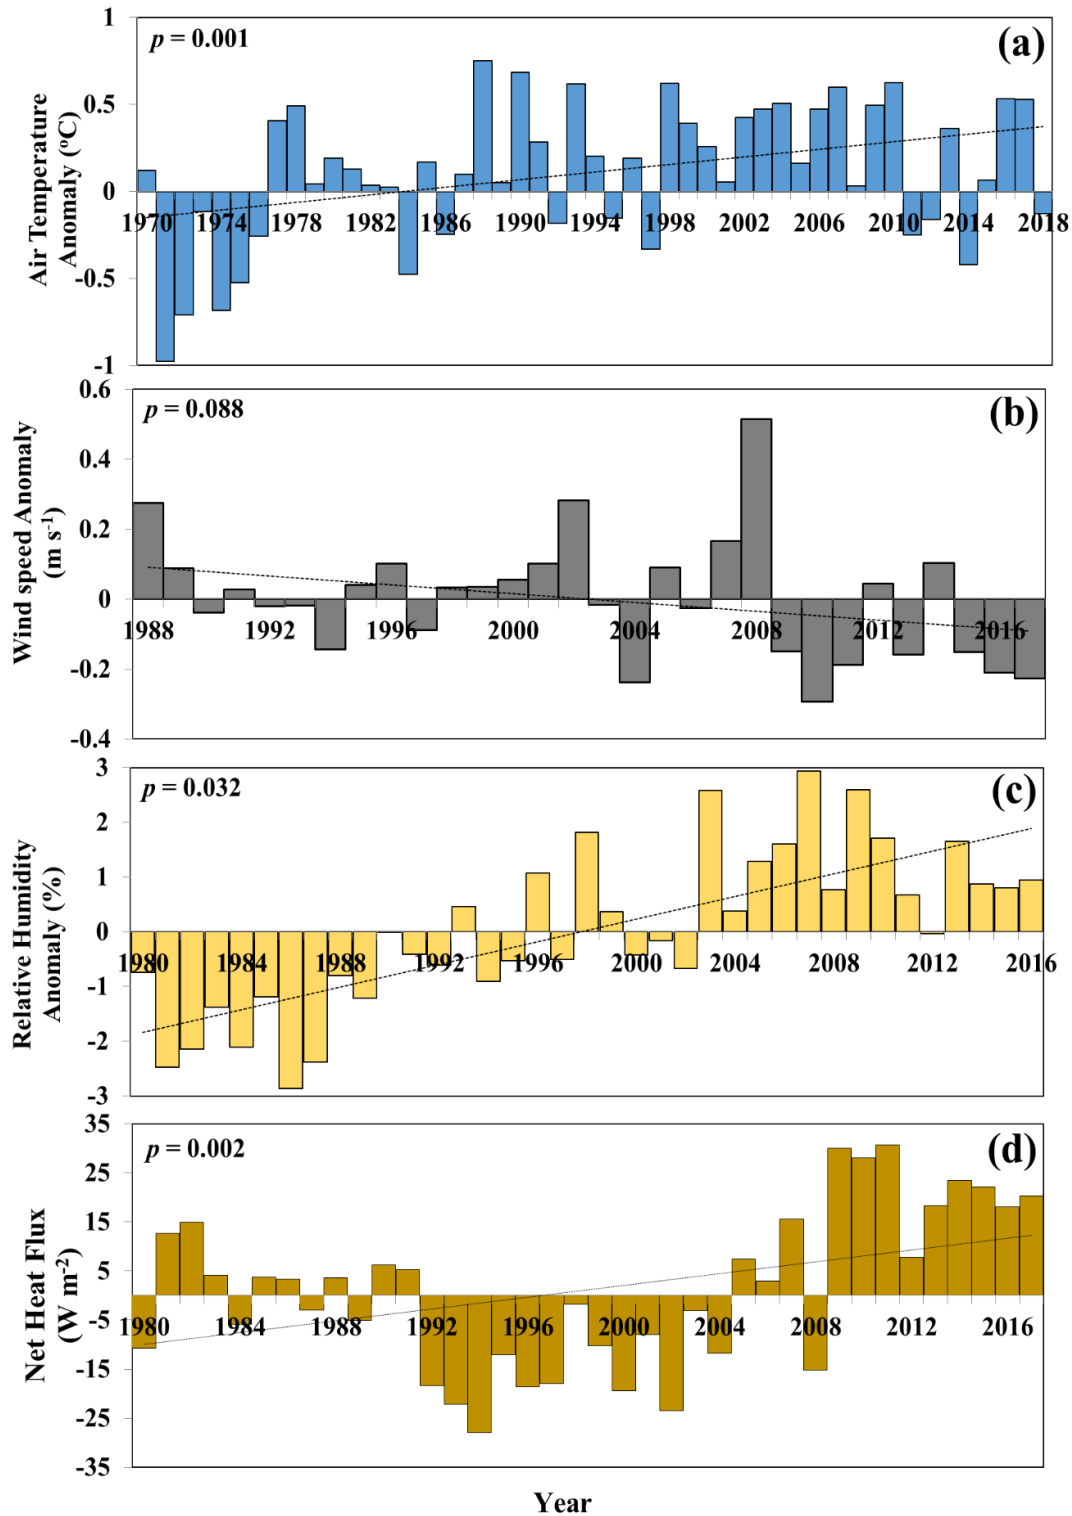 1
p = 0.001
(a)
0.5
0
-0.5
-1
Air Temperature
Anomaly (°C)
1970 1974 1978 1982 1986 1990 1994 1998 2002 2006 2010 2014 2018
0.6
p = 0.088
(b)
0.4
0.2
0
-0.2
-0.4
Wind speed Anomaly
(m s-1)
1988 1992 1996 2000 2004 2008 2012 2016
3
p = 0.032
(c)
2
1
0
-1
-2
-3
Relative Humidity
Anomaly (%)
1980 1984 1988 1992 1996 2000 2004 2008 2012 2016
35
p = 0.002
(d)
25
15
5
-5
-15
-25
-35
Net Heat Flux
(W m-2)
1980 1984 1988 1992 1996 2000 2004 2008 2012 2016
Year